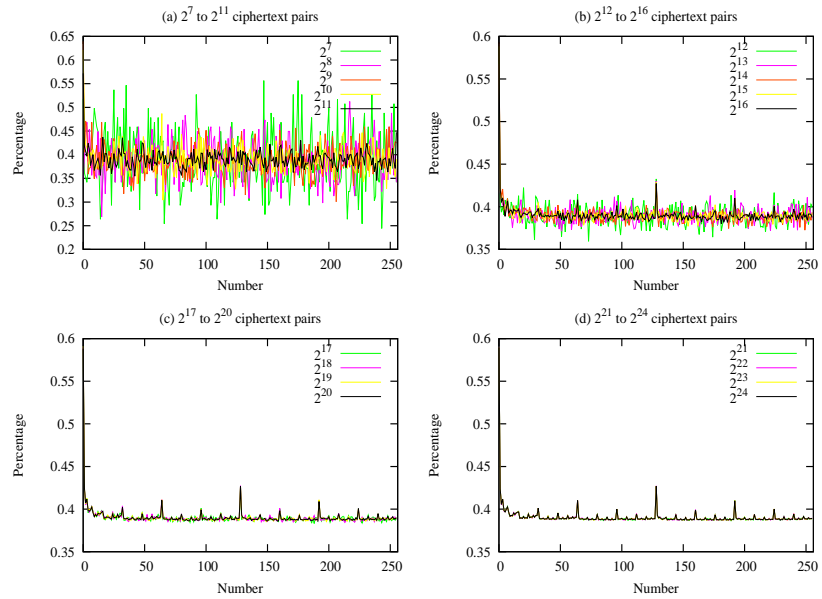 (a) 2^7 to 2^11 ciphertext pairs
0.65
0.6
0.55
0.5
0.45
0.4
0.35
0.3
0.25
0.2
Percentage
0 50 100 150 200 250
Number
2^7
2^8
2^9
2^10
2^11
(b) 2^12 to 2^16 ciphertext pairs
0.6
0.55
0.5
0.45
0.4
0.35
Percentage
0 50 100 150 200 250
Number
2^12
2^13
2^14
2^15
2^16
(c) 2^17 to 2^20 ciphertext pairs
0.6
0.55
0.5
0.45
0.4
0.35
Percentage
0 50 100 150 200 250
Number
2^17
2^18
2^19
2^20
(d) 2^21 to 2^24 ciphertext pairs
0.6
0.55
0.5
0.45
0.4
0.35
Percentage
0 50 100 150 200 250
Number
2^21
2^22
2^23
2^24